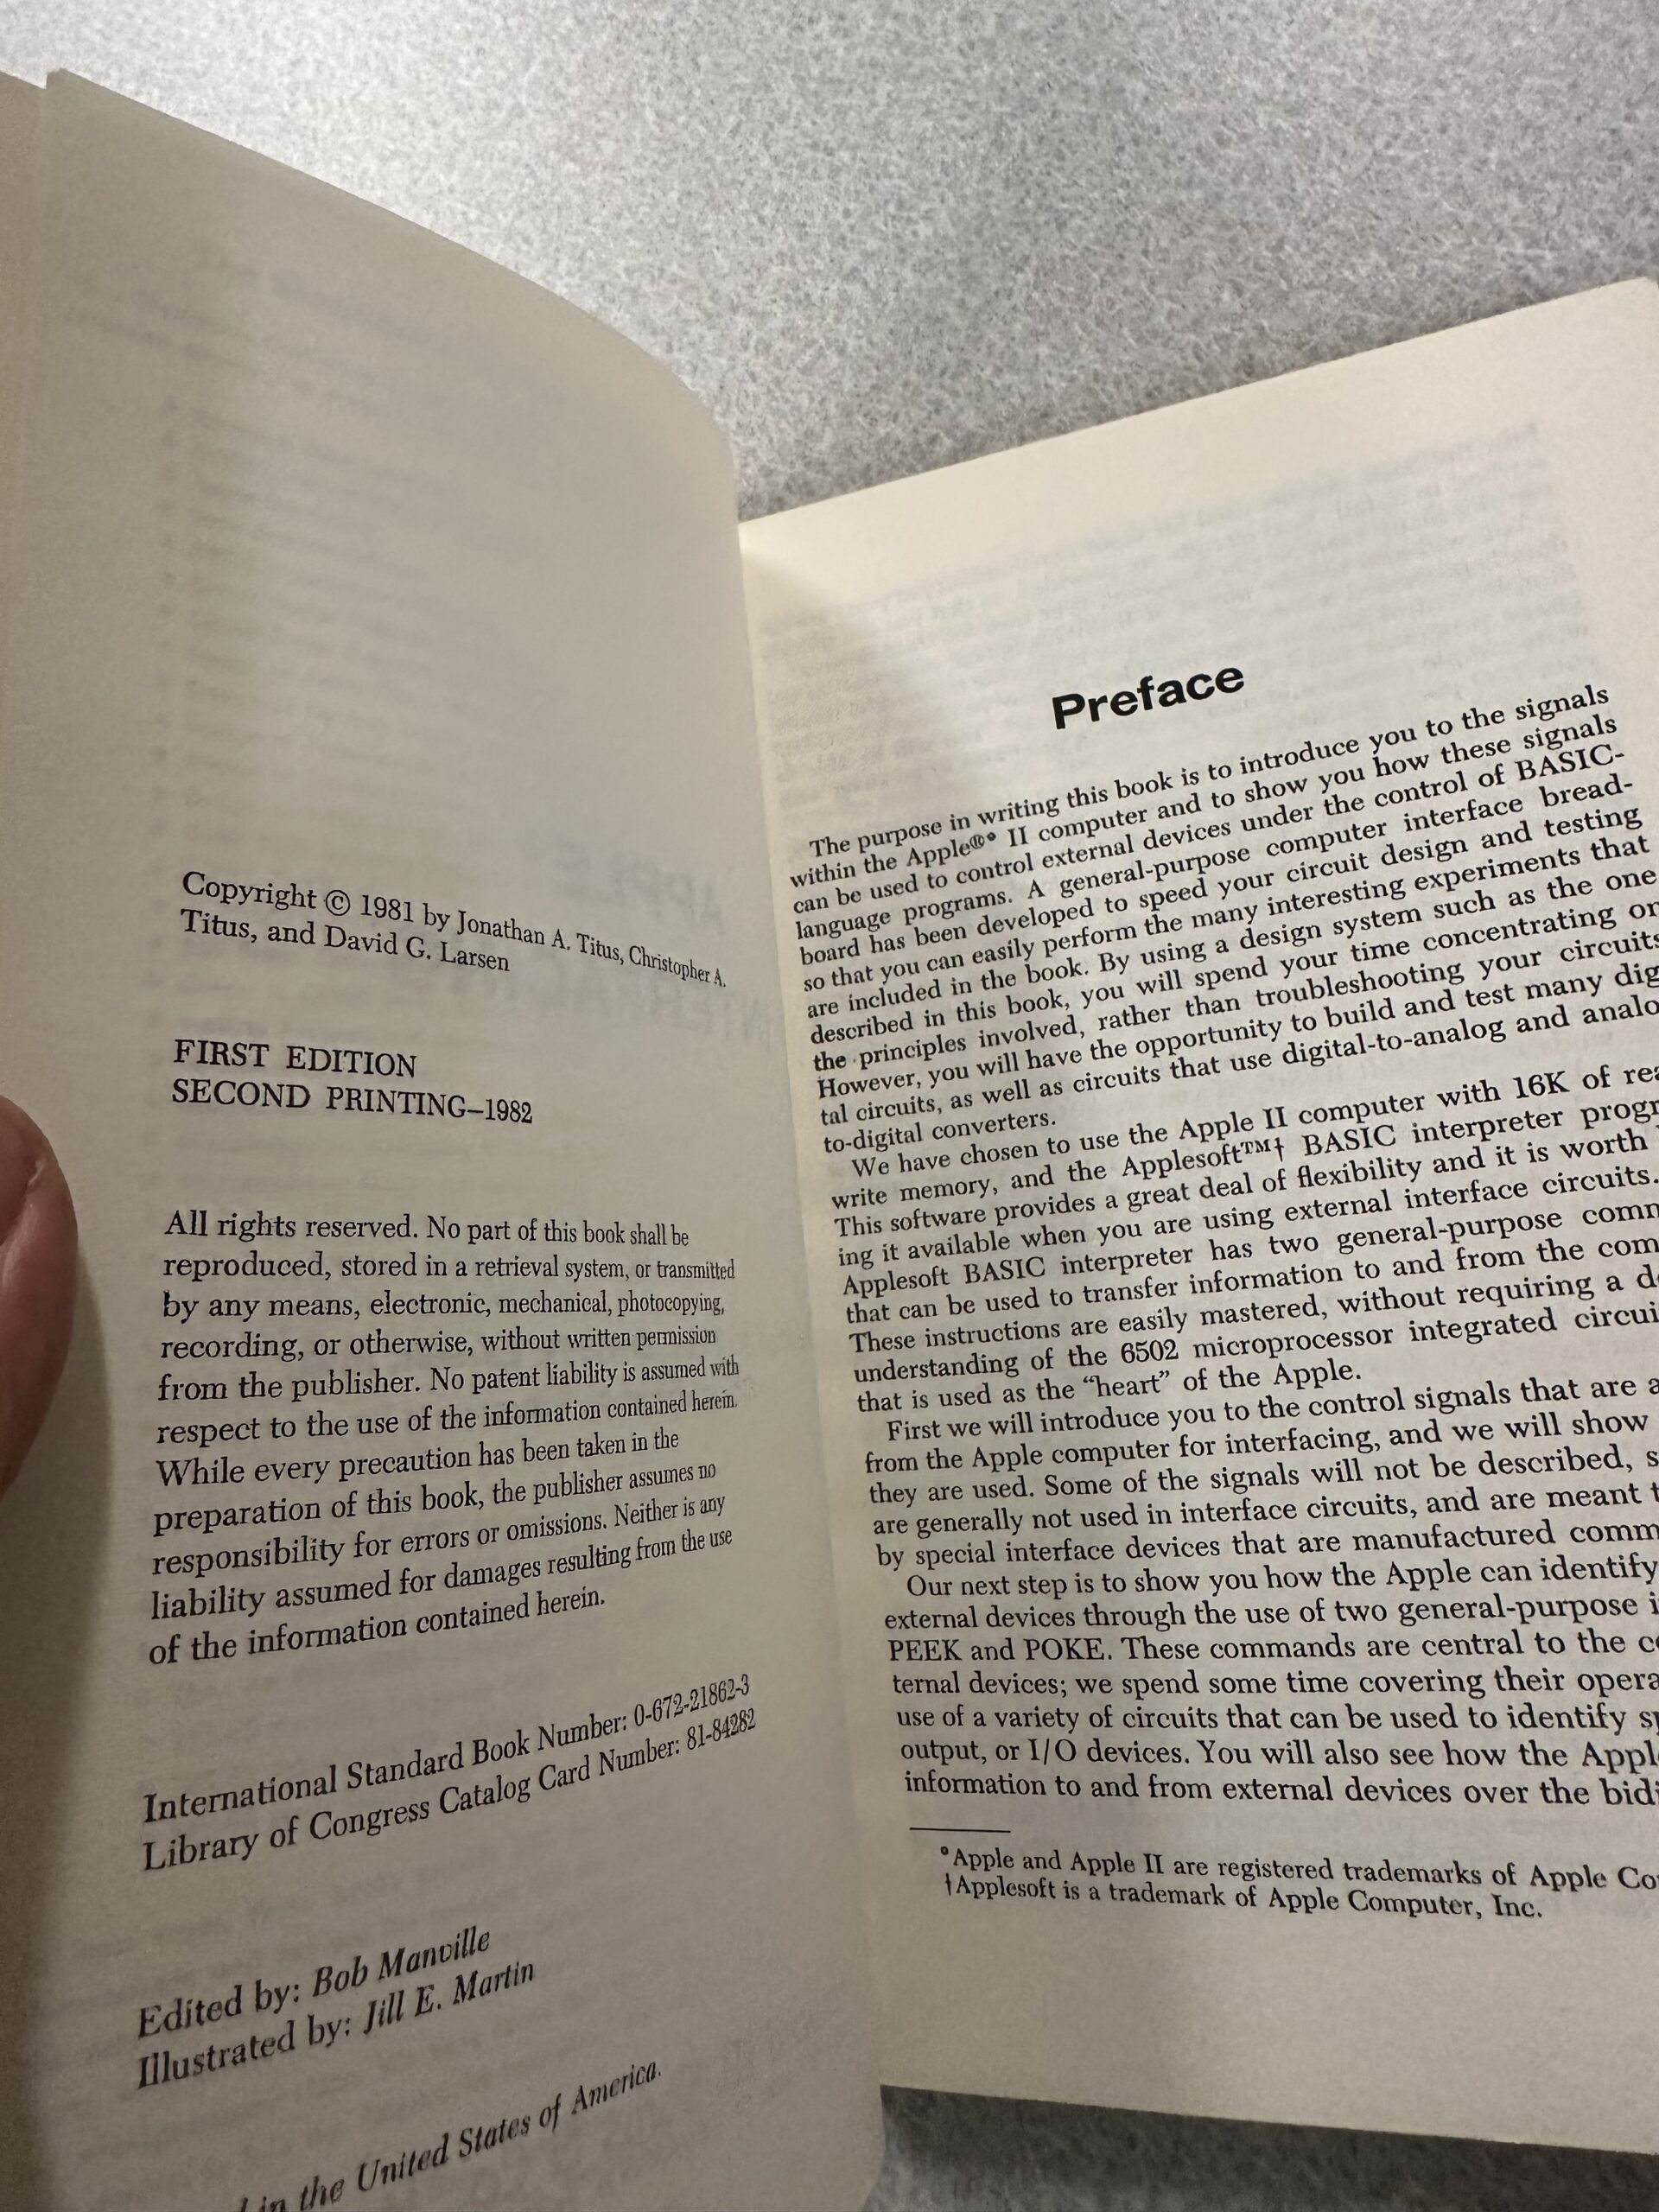 Copyright © 1981 by Jonathan A. Titus, Christopher A.
Titus, and David G. Larsen
FIRST EDITION
SECOND PRINTING–1982
All rights reserved. No part of this book shall be
reproduced, stored in a retrieval system, or transmitted
by any means, electronic, mechanical, photocopying,
recording, or otherwise, without written permission
from the publisher. No patent liability is assumed with
respect to the use of the information contained herein.
While every precaution has been taken in the
preparation of this book, the publisher assumes no
responsibility for errors or omissions. Neither is any
liability assumed for damages resulting from the use
of the information contained herein.
International Standard Book Number: 0-672-21862-3
Library of Congress Catalog Card Number: 81-84282
Edited by: Bob Manville
Illustrated by: Jill E. Martin
in the United States of America.
Preface
The purpose in writing this book is to introduce you to the signals
within the Apple®* II computer and to show you how these signals
can be used to control external devices under the control of BASIC-
language programs. A general-purpose computer interface bread-
board has been developed to speed your circuit design and testing
so that you can easily perform the many interesting experiments that
are included in the book. By using a design system such as the one
described in this book, you will spend your time concentrating on
the principles involved, rather than troubleshooting your circuits
However, you will have the opportunity to build and test many dig
tal circuits, as well as circuits that use digital-to-analog and analo
to-digital converters.
We have chosen to use the Apple II computer with 16K of rea
write memory, and the Applesoft™† BASIC interpreter progr
This software provides a great deal of flexibility and it is worth
ing it available when you are using external interface circuits.
Applesoft BASIC interpreter has two general-purpose comm
that can be used to transfer information to and from the com
These instructions are easily mastered, without requiring a d
understanding of the 6502 microprocessor integrated circui
that is used as the “heart” of the Apple.
First we will introduce you to the control signals that are a
from the Apple computer for interfacing, and we will show
they are used. Some of the signals will not be described, s
are generally not used in interface circuits, and are meant t
by special interface devices that are manufactured comm
Our next step is to show you how the Apple can identify
external devices through the use of two general-purpose i
PEEK and POKE. These commands are central to the c
ternal devices; we spend some time covering their opera
use of a variety of circuits that can be used to identify sp
output, or I/O devices. You will also see how the Appl
information to and from external devices over the bidi
*Apple and Apple II are registered trademarks of Apple Co
†Applesoft is a trademark of Apple Computer, Inc.